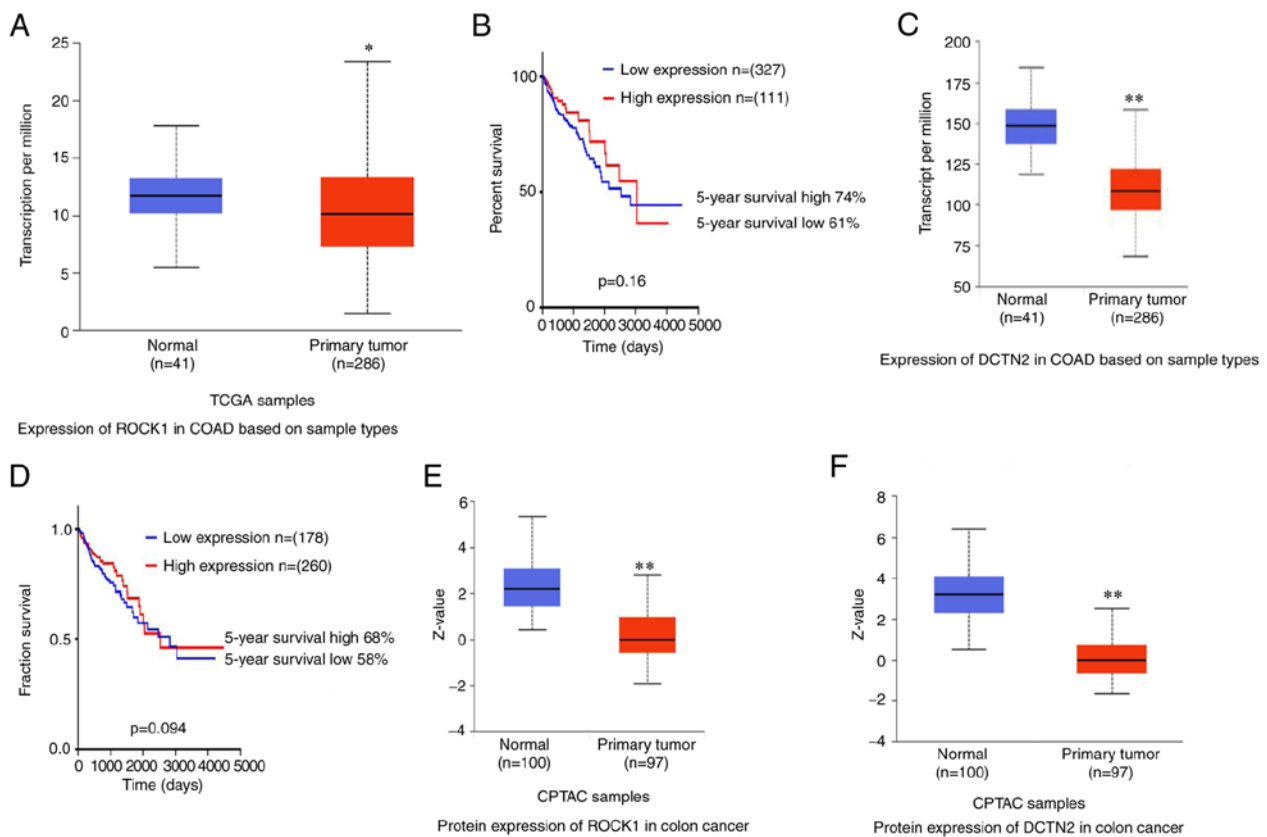 A
25
20
15
10
5
0
Transcription per million
*
Normal
(n=41)
Primary tumor
(n=286)
TCGA samples
Expression of ROCK1 in COAD based on sample types
B
100
50
0
Percent survival
Low expression n=(327)
High expression n=(111)
5-year survival high 74%
5-year survival low 61%
p=0.16
0 1000 2000 3000 4000 5000
Time (days)
C
200
175
150
125
100
75
50
Transcript per million
**
Normal
(n=41)
Primary tumor
(n=286)
Expression of DCTN2 in COAD based on sample types
D
1.0
0.5
0.0
Fraction survival
Low expression n=(178)
High expression n=(260)
5-year survival high 68%
5-year survival low 58%
p=0.094
0 1000 2000 3000 4000 5000
Time (days)
E
6
4
2
0
−2
−4
Z-value
**
Normal
(n=100)
Primary tumor
(n=97)
CPTAC samples
Protein expression of ROCK1 in colon cancer
F
8
6
4
2
0
−2
−4
Z-value
**
Normal
(n=100)
Primary tumor
(n=97)
CPTAC samples
Protein expression of DCTN2 in colon cancer